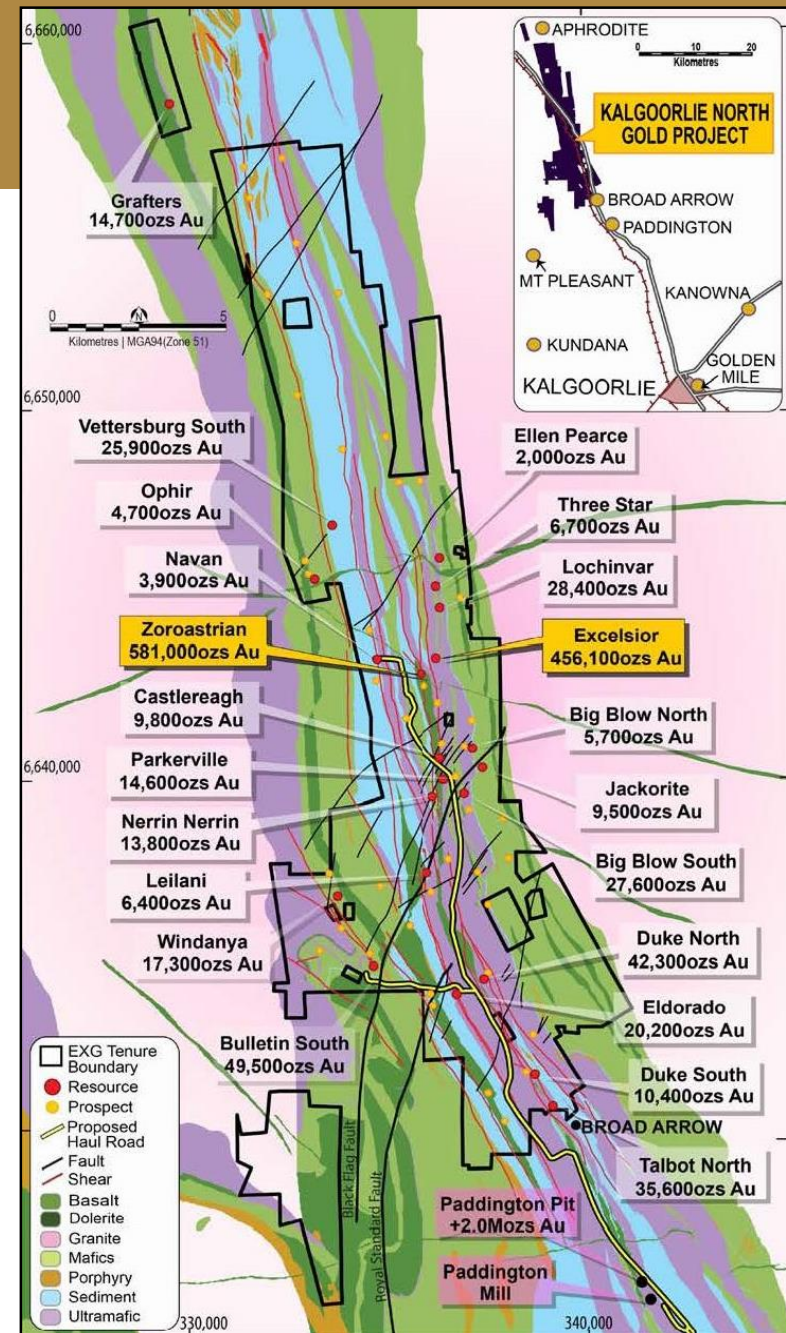 6,660,000
Grafters
14,700ozs Au
0 5
N
Kilometres | MGA94(Zone 51)
APHRODITE
0 10 20
Kilometres
KALGOORLIE NORTH
GOLD PROJECT
BROAD ARROW
PADDINGTON
MT PLEASANT
KANOWNA
KUNDANA
GOLDEN
MILE
KALGOORLIE
6,650,000
Vettersburg South
25,900ozs Au
Ophir
4,700ozs Au
Navan
3,900ozs Au
Zoroastrian
581,000ozs Au
Castlereagh
9,800ozs Au
6,640,000
Parkerville
14,600ozs Au
Nerrin Nerrin
13,800ozs Au
Leilani
6,400ozs Au
Windanya
17,300ozs Au
Bulletin South
49,500ozs Au
Ellen Pearce
2,000ozs Au
Three Star
6,700ozs Au
Lochinvar
28,400ozs Au
Excelsior
456,100ozs Au
Big Blow North
5,700ozs Au
Jackorite
9,500ozs Au
Big Blow South
27,600ozs Au
Duke North
42,300ozs Au
Eldorado
20,200ozs Au
Duke South
10,400ozs Au
BROAD ARROW
Talbot North
35,600ozs Au
Paddington Pit
+2.0Mozs Au
Paddington
Mill
Black Flag Fault
Royal Standard Fault
EXG Tenure
Boundary
Resource
Prospect
Proposed
Haul Road
Fault
Shear
Basalt
Dolerite
Granite
Mafics
Porphyry
Sediment
Ultramafic
330,000
340,000